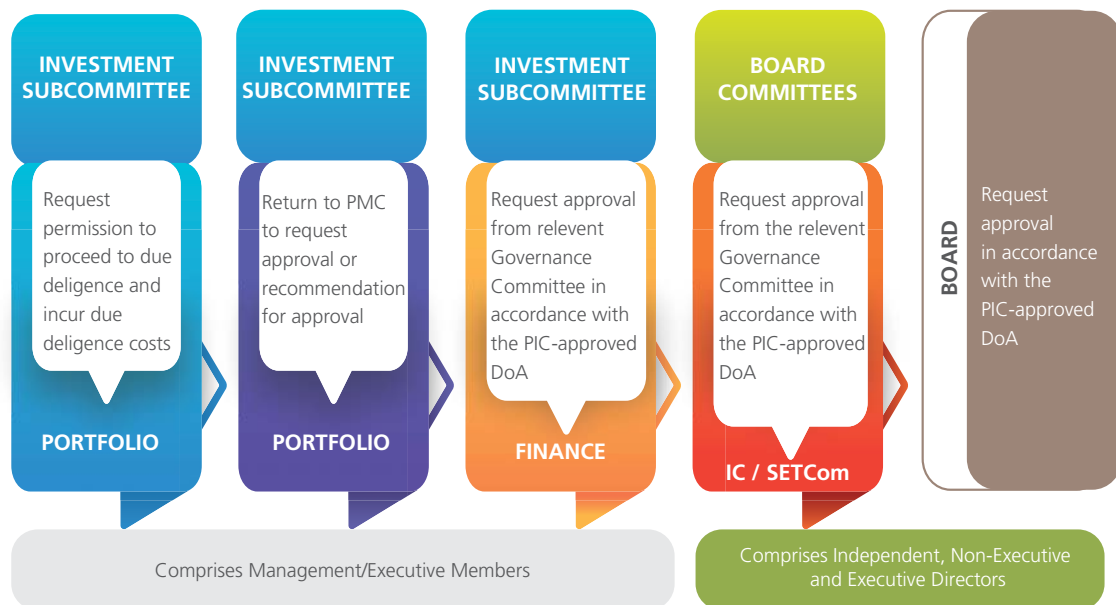 INVESTMENT
SUBCOMMITTEE
Request
permission to
proceed to due
deligence and
incur due
deligence costs
PORTFOLIO
INVESTMENT
SUBCOMMITTEE
Return to PMC
to request
approval or
recommendation
for approval
PORTFOLIO
INVESTMENT
SUBCOMMITTEE
Request approval
from relevent
Governance
Committee in
accordance with
the PIC-approved
DoA
FINANCE
BOARD
COMMITTEES
Request approval
from the relevent
Governance
Committee in
accordance with
the PIC-approved
DoA
IC / SETCom
BOARD
Request
approval
in accordance
with the
PIC-approved
DoA
Comprises Management/Executive Members
Comprises Independent, Non-Executive
and Executive Directors